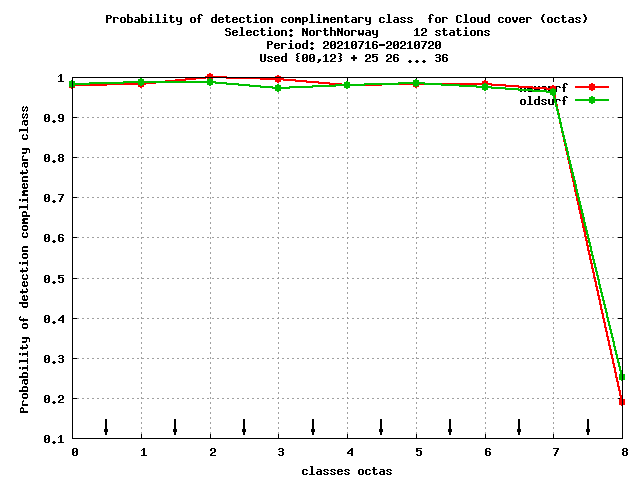 Probability of detection complimentary class  for Cloud cover (octas)
Selection: NorthNorway     12 stations
Period: 20210716-20210720
Used {00,12} + 25 26 ... 36
newsurf
oldsurf
Probability of detection complimentary class
1
0.9
0.8
0.7
0.6
0.5
0.4
0.3
0.2
0.1
0 1 2 3 4 5 6 7 8
classes octas